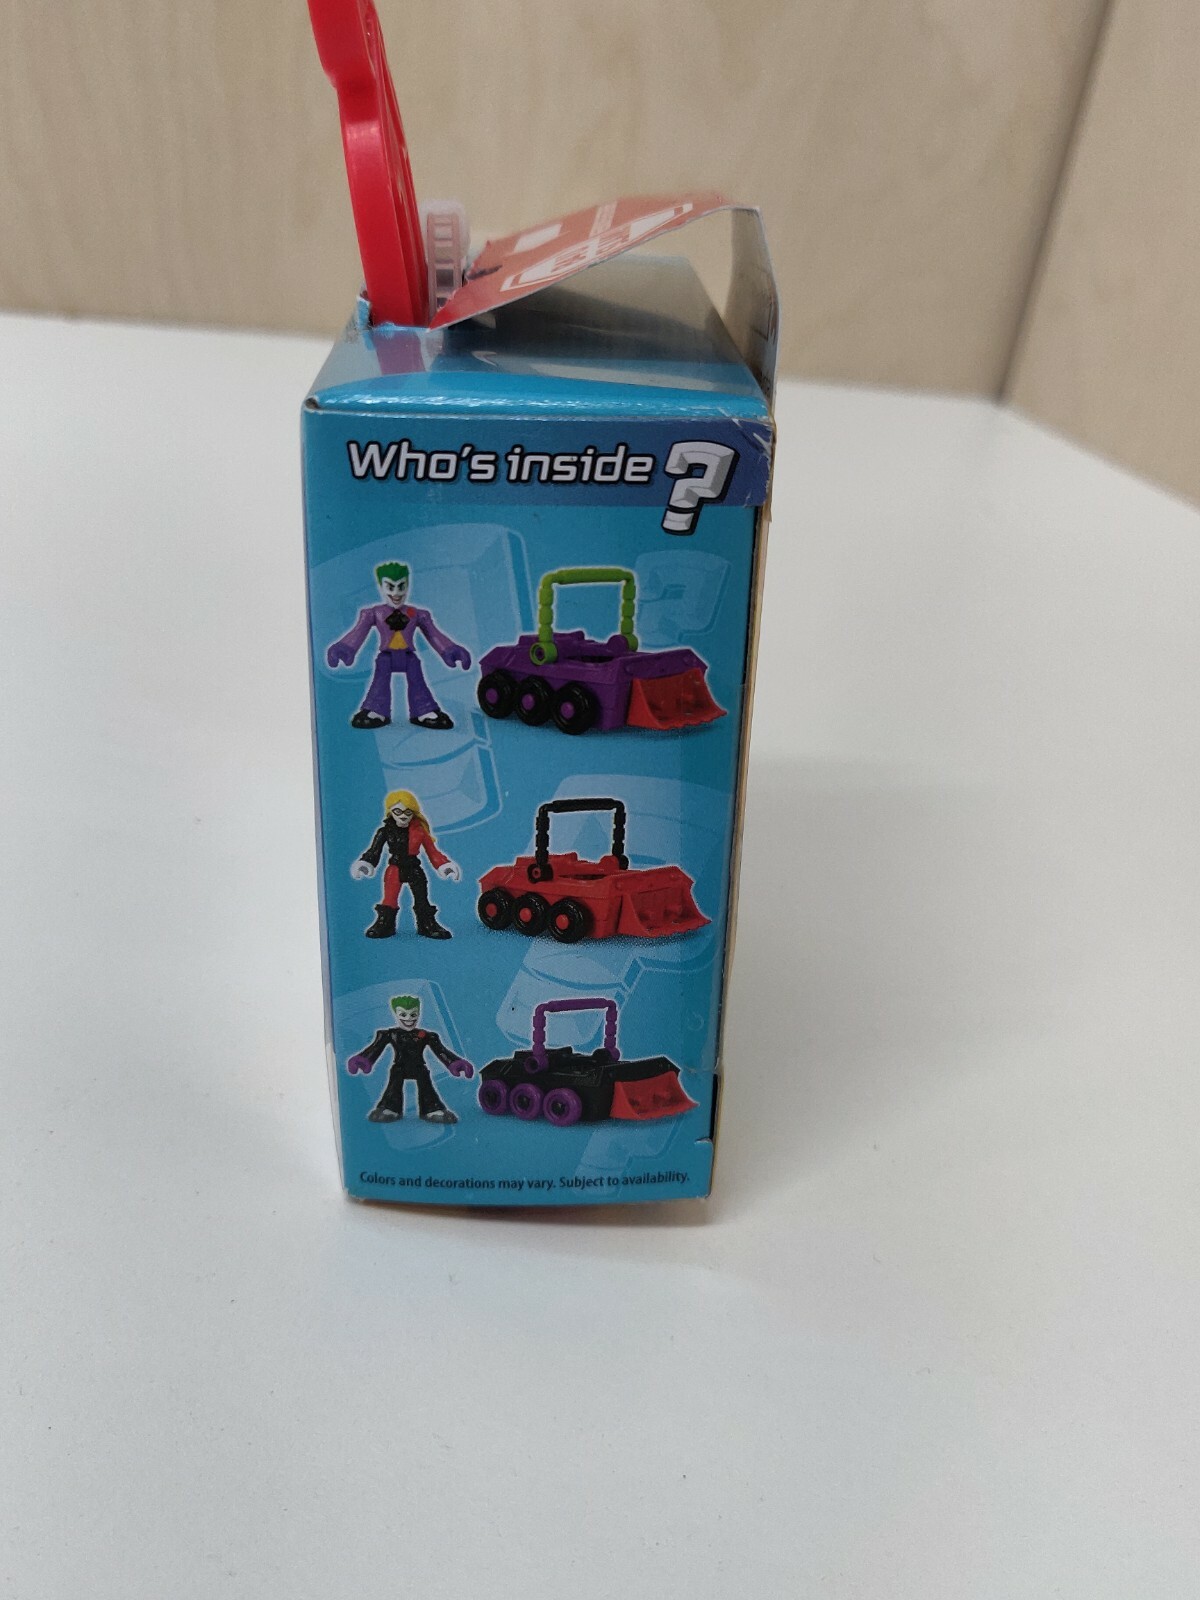 Who's inside ?
Colors and decorations may vary. Subject to availability.